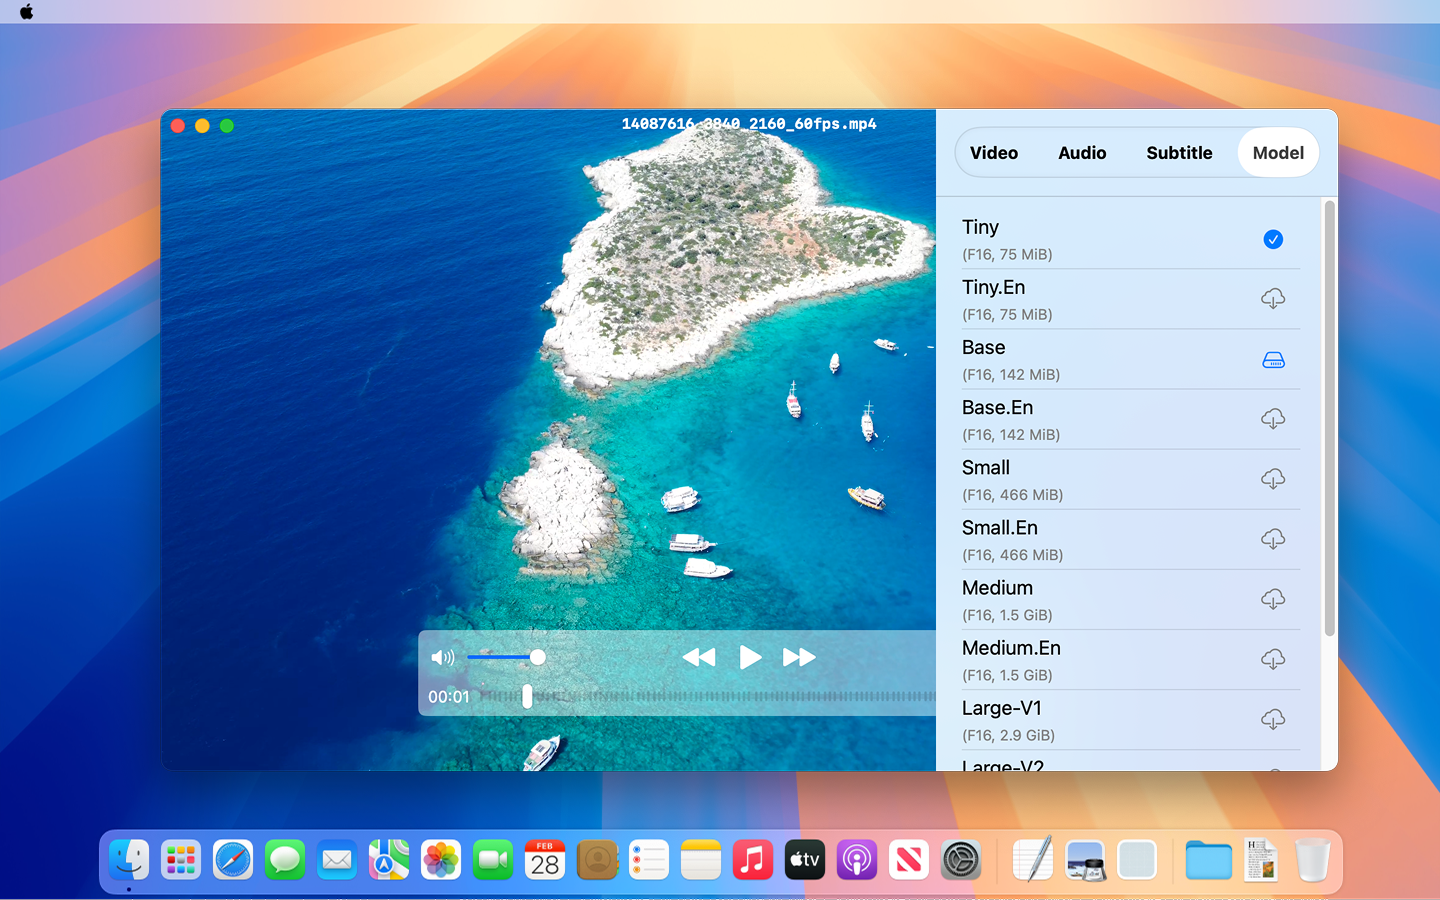 14087616_3840_2160_60fps.mp4
Video Audio Subtitle Model
Tiny
(F16, 75 MiB)
Tiny.En
(F16, 75 MiB)
Base
(F16, 142 MiB)
Base.En
(F16, 142 MiB)
Small
(F16, 466 MiB)
Small.En
(F16, 466 MiB)
Medium
(F16, 1.5 GiB)
Medium.En
(F16, 1.5 GiB)
Large-V1
(F16, 2.9 GiB)
Large-V2
00:01
FEB
28
tv